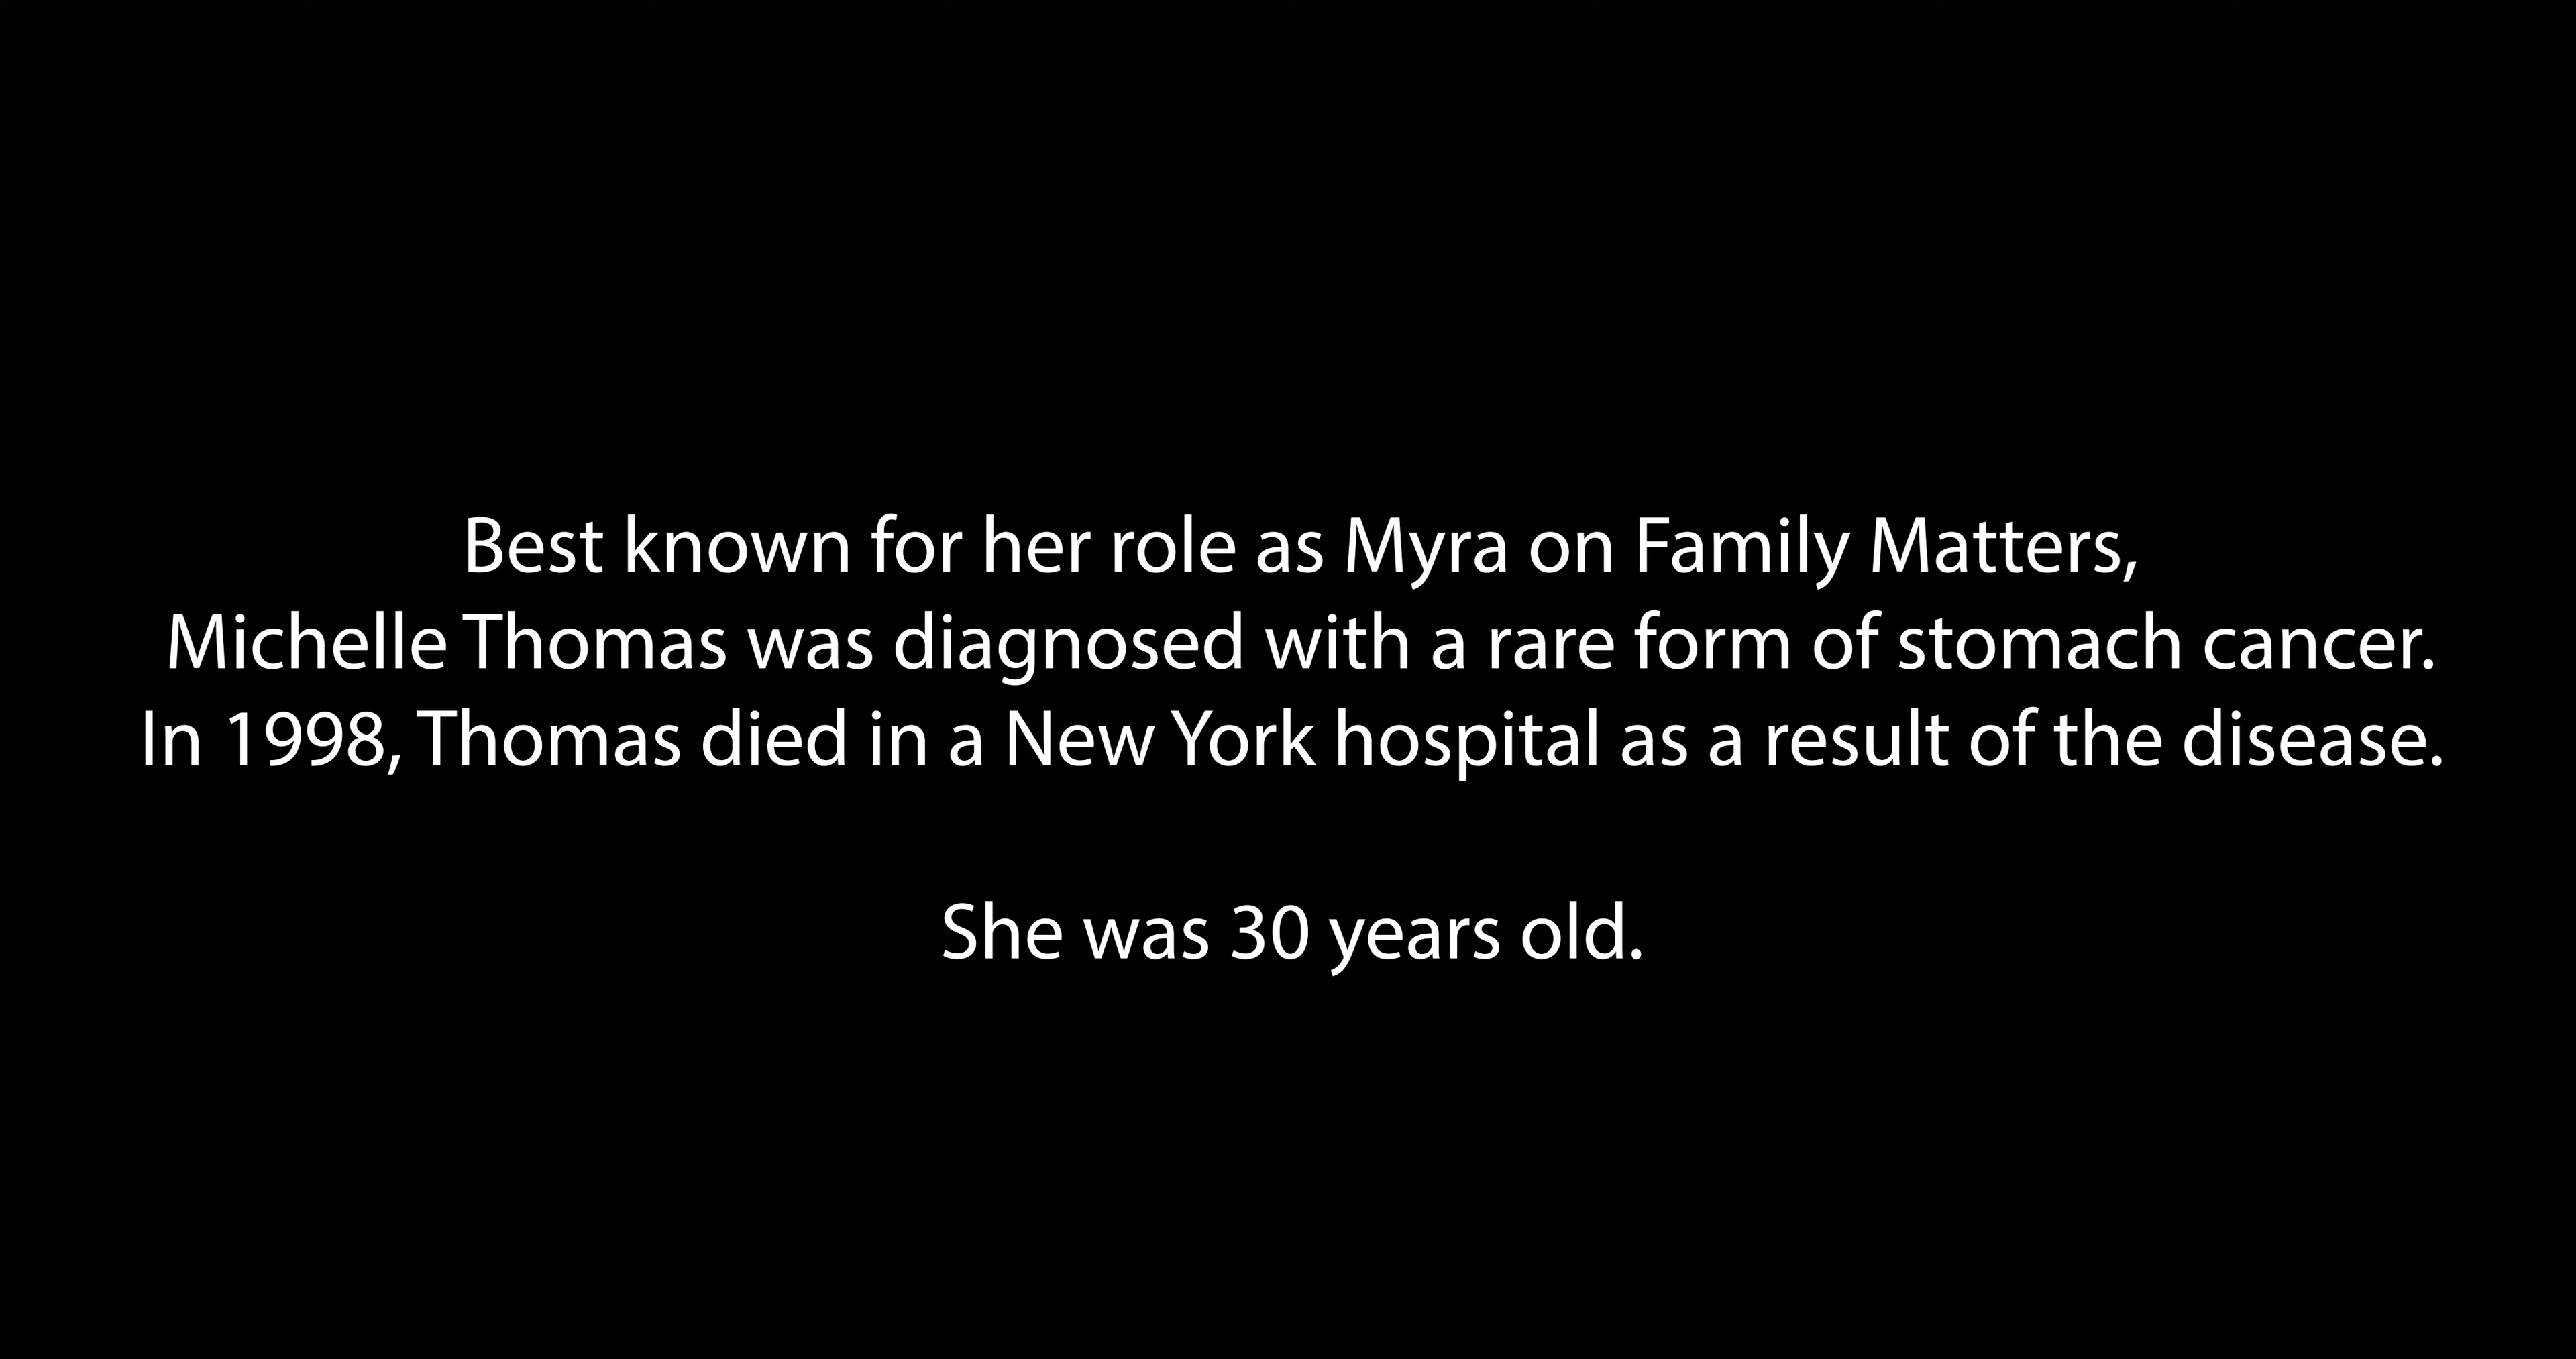 Best known for her role as Myra on Family Matters,
Michelle Thomas was diagnosed with a rare form of stomach cancer.
In 1998, Thomas died in a New York hospital as a result of the disease.
She was 30 years old.